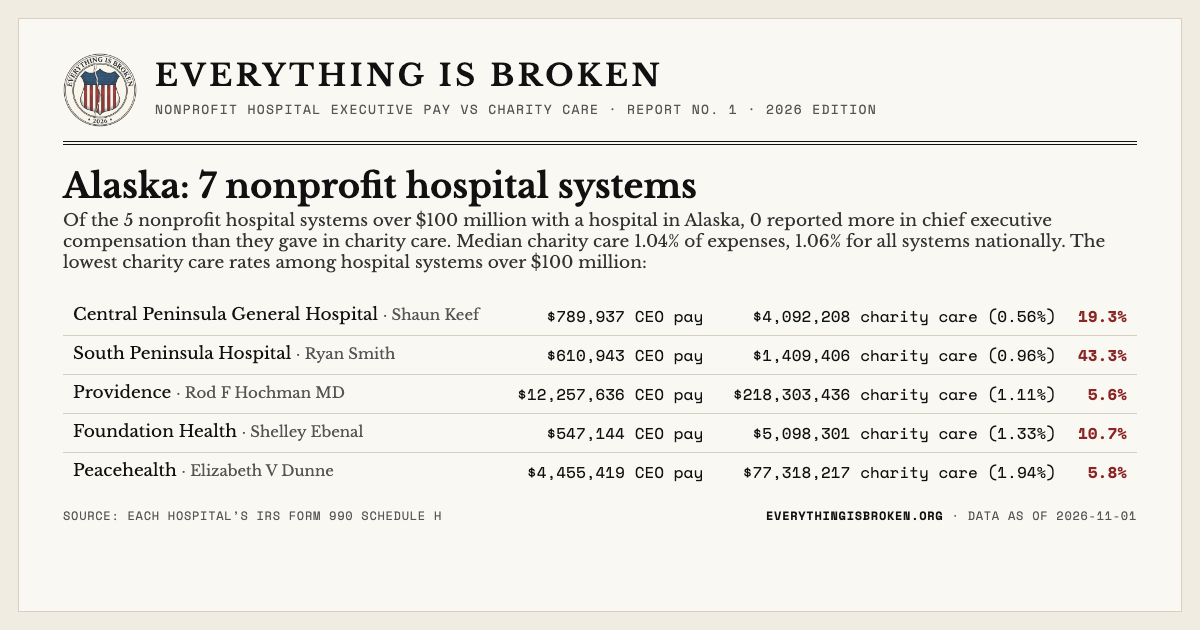 EVERYTHING IS BROKEN
2026
EVERYTHING IS BROKEN
NONPROFIT HOSPITAL EXECUTIVE PAY VS CHARITY CARE · REPORT NO. 1 · 2026 EDITION
Alaska: 7 nonprofit hospital systems
Of the 5 nonprofit hospital systems over $100 million with a hospital in Alaska, 0 reported more in chief executive
compensation than they gave in charity care. Median charity care 1.04% of expenses, 1.06% for all systems nationally. The
lowest charity care rates among hospital systems over $100 million:
Central Peninsula General Hospital · Shaun Keef $789,937 CEO pay $4,092,208 charity care (0.56%) 19.3%
South Peninsula Hospital · Ryan Smith $610,943 CEO pay $1,409,406 charity care (0.96%) 43.3%
Providence · Rod F Hochman MD $12,257,636 CEO pay $218,303,436 charity care (1.11%) 5.6%
Foundation Health · Shelley Ebenal $547,144 CEO pay $5,098,301 charity care (1.33%) 10.7%
Peacehealth · Elizabeth V Dunne $4,455,419 CEO pay $77,318,217 charity care (1.94%) 5.8%
SOURCE: EACH HOSPITAL'S IRS FORM 990 SCHEDULE H EVERYTHINGISBROKEN.ORG · DATA AS OF 2026-11-01